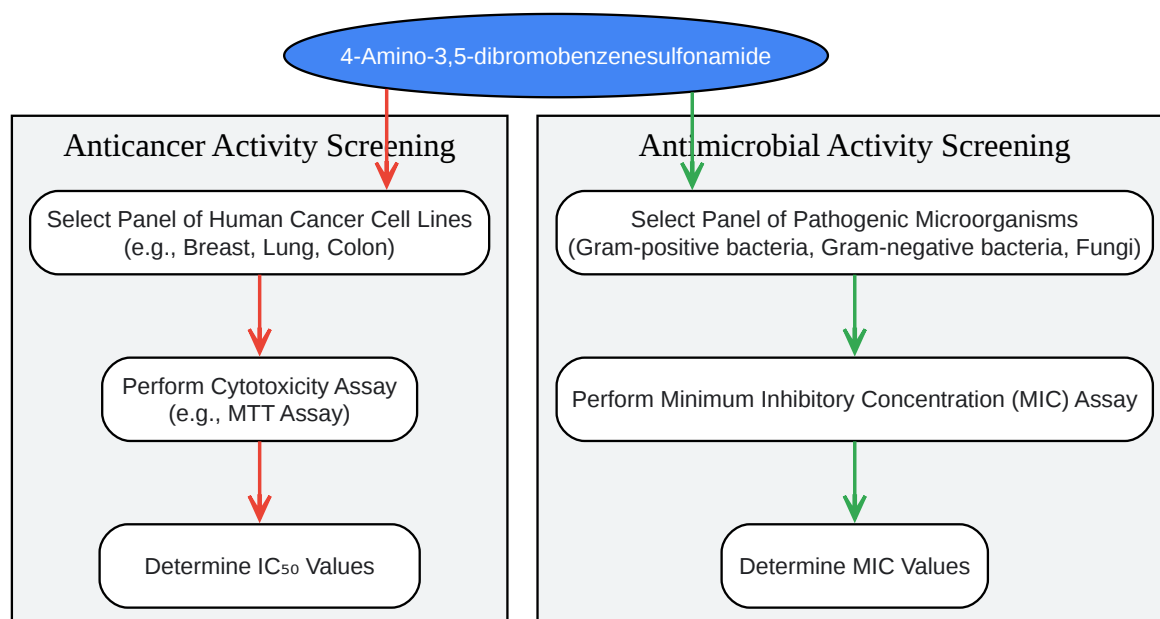 4-Amino-3,5-dibromobenzenesulfonamide
Anticancer Activity Screening
Select Panel of Human Cancer Cell Lines
(e.g., Breast, Lung, Colon)
Perform Cytotoxicity Assay
(e.g., MTT Assay)
Determine IC₅₀ Values
Antimicrobial Activity Screening
Select Panel of Pathogenic Microorganisms
(Gram-positive bacteria, Gram-negative bacteria, Fungi)
Perform Minimum Inhibitory Concentration (MIC) Assay
Determine MIC Values